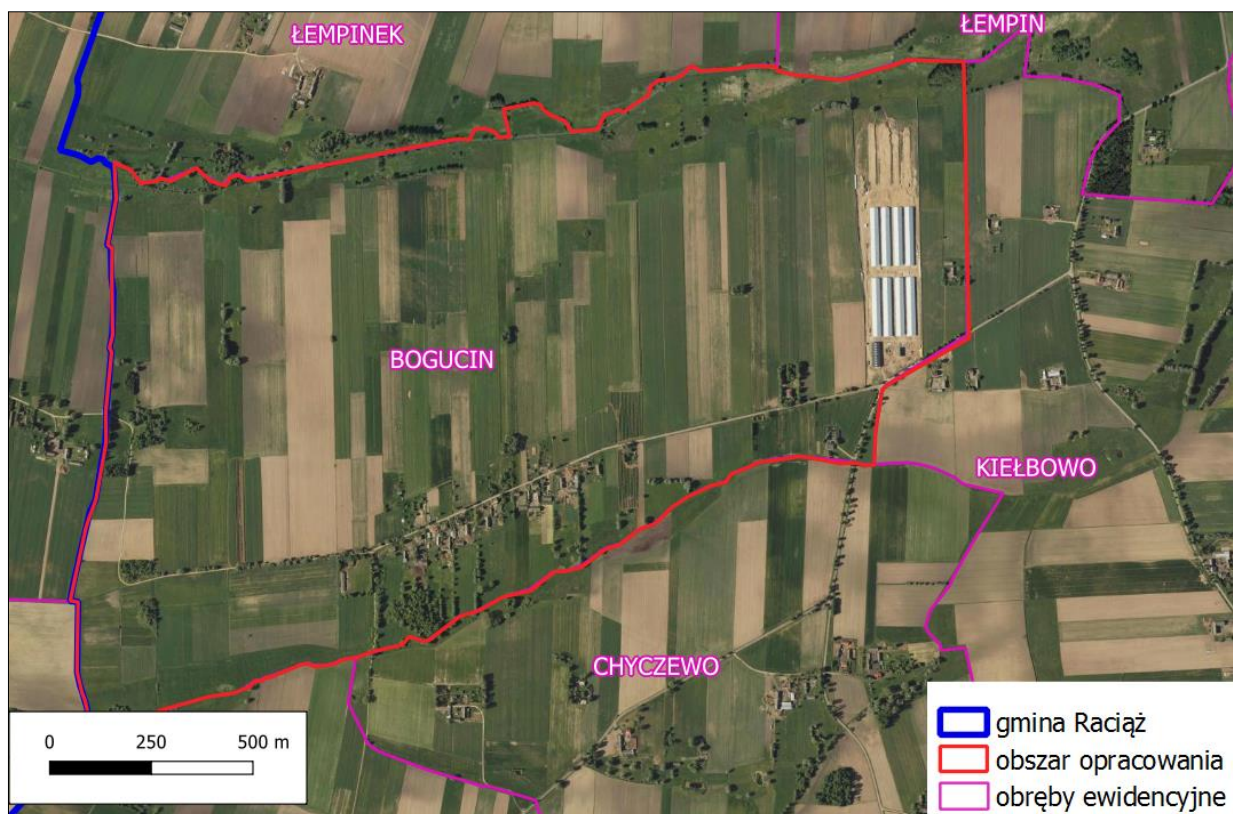 ŁEMPINEK
ŁEMPIN
BOGUCIN
KIEŁBOWO
CHYCZEWO
0 250 500 m
gmina Raciąż
obszar opracowania
obręby ewidencyjne